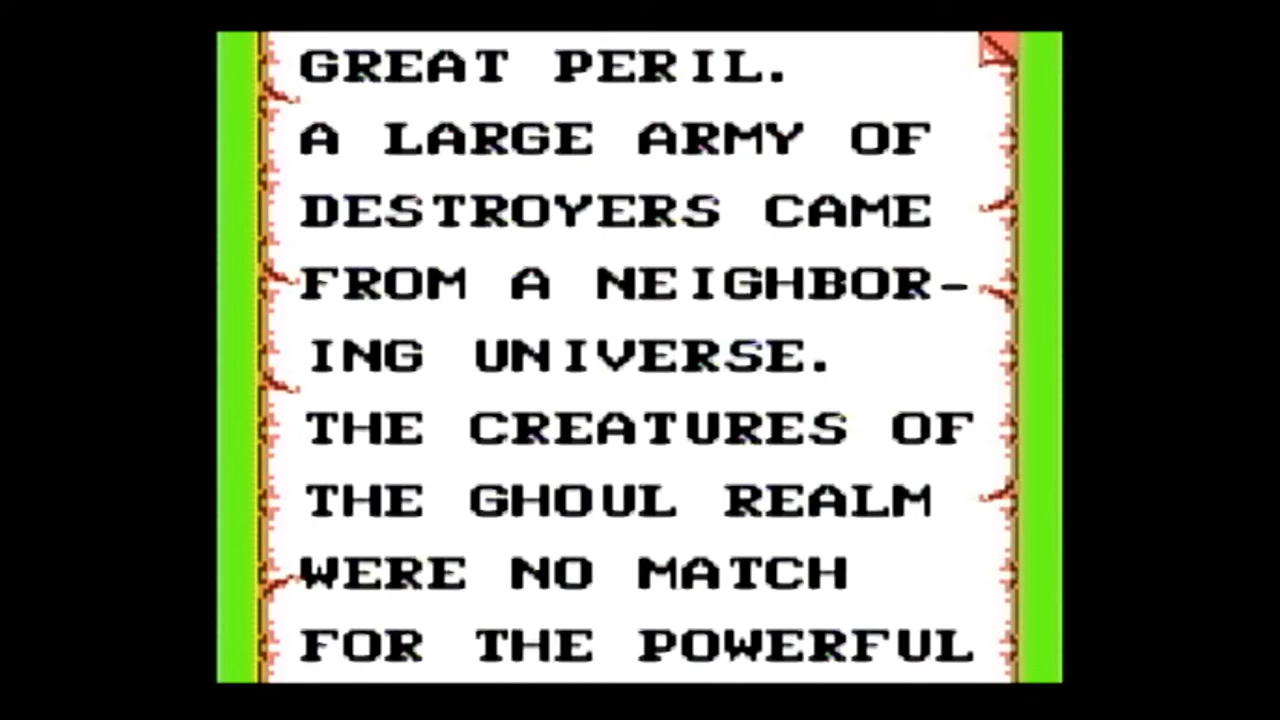 GREAT PERIL.
A LARGE ARMY OF
DESTROYERS CAME
FROM A NEIGHBOR-
ING UNIVERSE.
THE CREATURES OF
THE GHOUL REALM
WERE NO MATCH
FOR THE POWERFUL